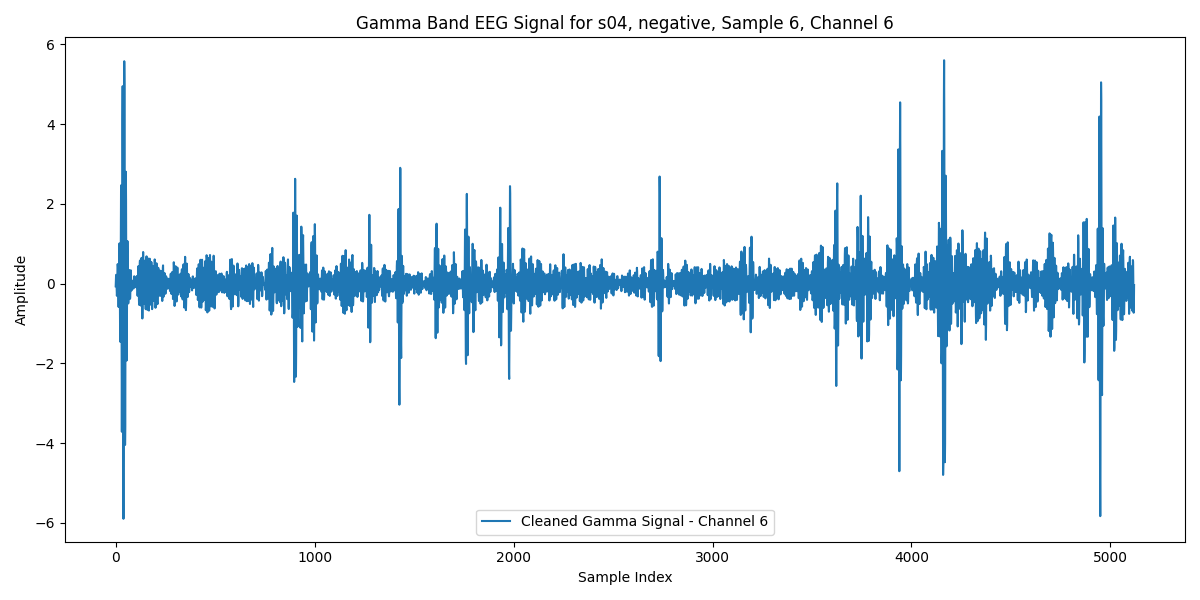 Gamma Band EEG Signal for s04, negative, Sample 6, Channel 6
6
4
2
0
−2
−4
−6
Amplitude
Cleaned Gamma Signal - Channel 6
0 1000 2000 3000 4000 5000
Sample Index